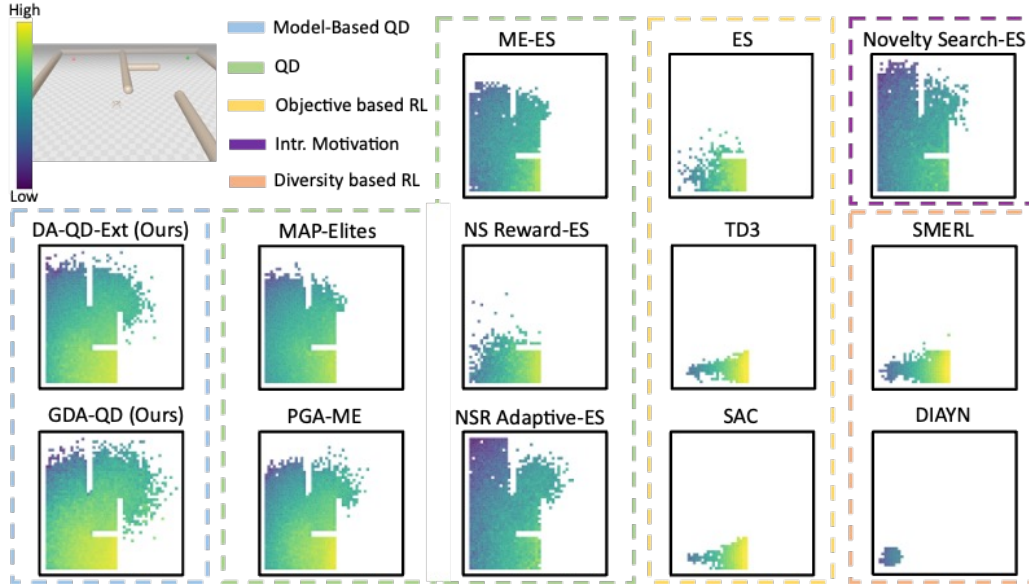 High
Low
Model-Based QD
QD
Objective based RL
Intr. Motivation
Diversity based RL
ME-ES
ES
Novelty Search-ES
DA-QD-Ext (Ours)
MAP-Elites
NS Reward-ES
TD3
SMERL
GDA-QD (Ours)
PGA-ME
NSR Adaptive-ES
SAC
DIAYN